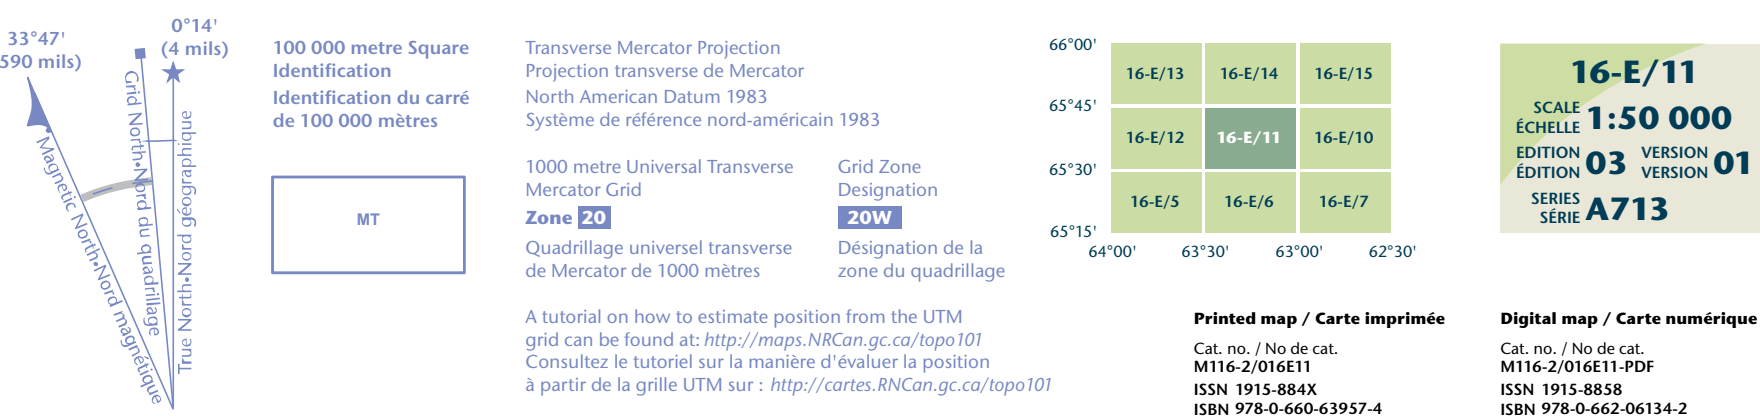 33°47'
590 mils)
0°14'
(4 mils)
Magnetic North•Nord magnétique
Grid North•Nord du quadrillage
True North•Nord géographique
100 000 metre Square
Identification
Identification du carré
de 100 000 mètres
MT
Transverse Mercator Projection
Projection transverse de Mercator
North American Datum 1983
Système de référence nord-américain 1983
1000 metre Universal Transverse
Mercator Grid
Zone 20
Quadrillage universel transverse
de Mercator de 1000 mètres
Grid Zone
Designation
20W
Désignation de la
zone du quadrillage
A tutorial on how to estimate position from the UTM
grid can be found at: http://maps.NRCan.gc.ca/topo101
Consultez le tutoriel sur la manière d'évaluer la position
à partir de la grille UTM sur : http://cartes.RNCan.gc.ca/topo101
66°00'
16-E/13 16-E/14 16-E/15
65°45'
16-E/12 16-E/11 16-E/10
65°30'
16-E/5 16-E/6 16-E/7
65°15'
64°00' 63°30' 63°00' 62°30'
Printed map / Carte imprimée
Cat. no. / No de cat.
M116-2/016E11
ISSN 1915-884X
ISBN 978-0-660-63957-4
16-E/11
SCALE
ÉCHELLE 1:50 000
EDITION
ÉDITION 03 VERSION
VERSION 01
SERIES
SÉRIE A713
Digital map / Carte numérique
Cat. no. / No de cat.
M116-2/016E11-PDF
ISSN 1915-8858
ISBN 978-0-662-06134-2